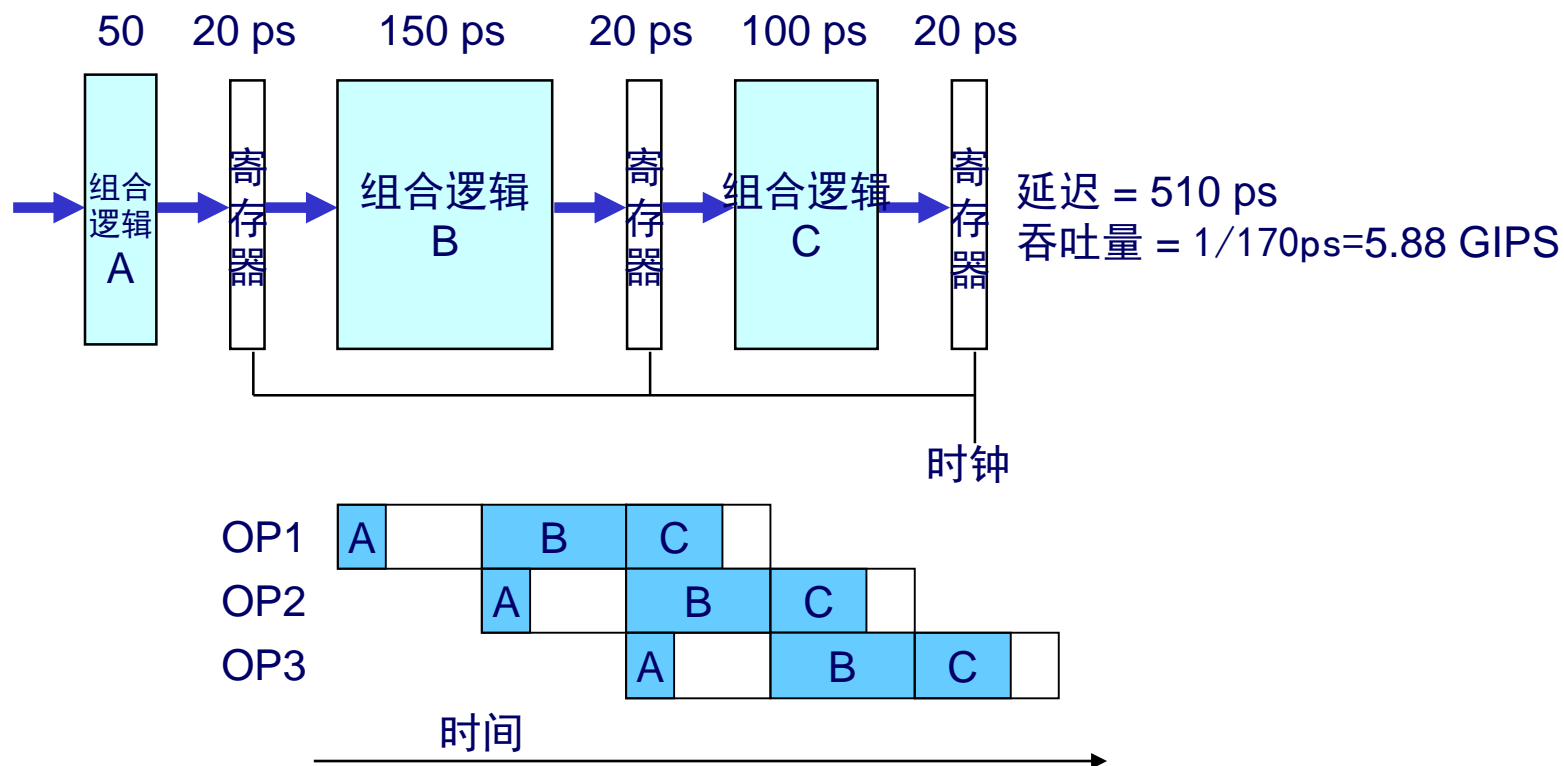 50 20 ps 150 ps 20 ps 100 ps 20 ps
组合
逻辑
A
寄
存
器
组合逻辑
B
寄
存
器
组合逻辑
C
寄
存
器
延迟 = 510 ps
吞吐量 = 1/170ps=5.88 GIPS
时钟
OP1 A B C
OP2 A B C
OP3 A B C
时间